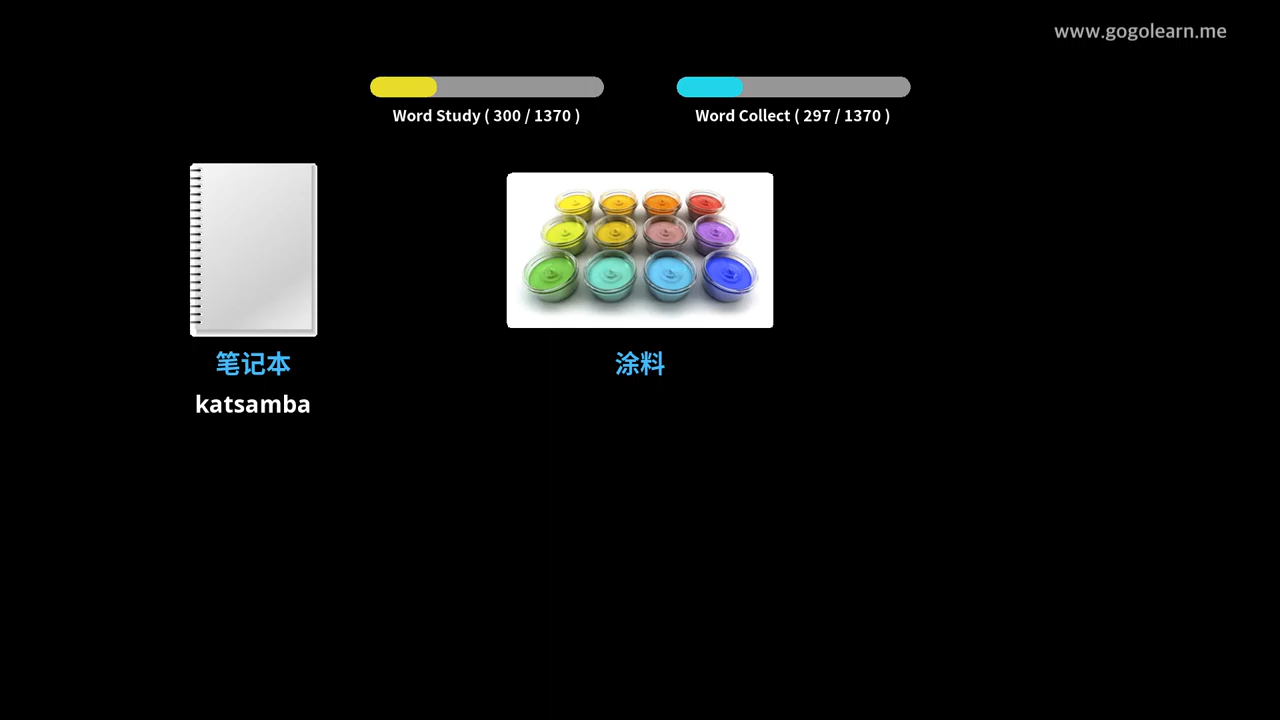 www.gogolearn.me
Word Study ( 300 / 1370 )
Word Collect ( 297 / 1370 )
笔记本
涂料
katsamba